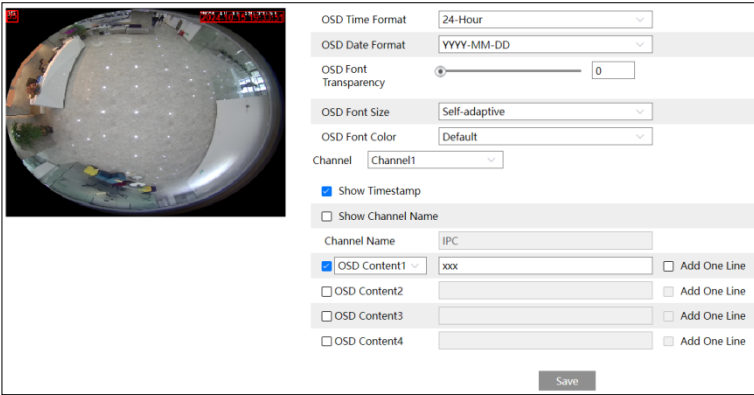 OSD Time Format 24-Hour
OSD Date Format YYYY-MM-DD
OSD Font
Transparency 0
OSD Font Size Self-adaptive
OSD Font Color Default
Channel Channel1
Show Timestamp
Show Channel Name
Channel Name IPC
OSD Content1 xxx Add One Line
OSD Content2 Add One Line
OSD Content3 Add One Line
OSD Content4 Add One Line
Save